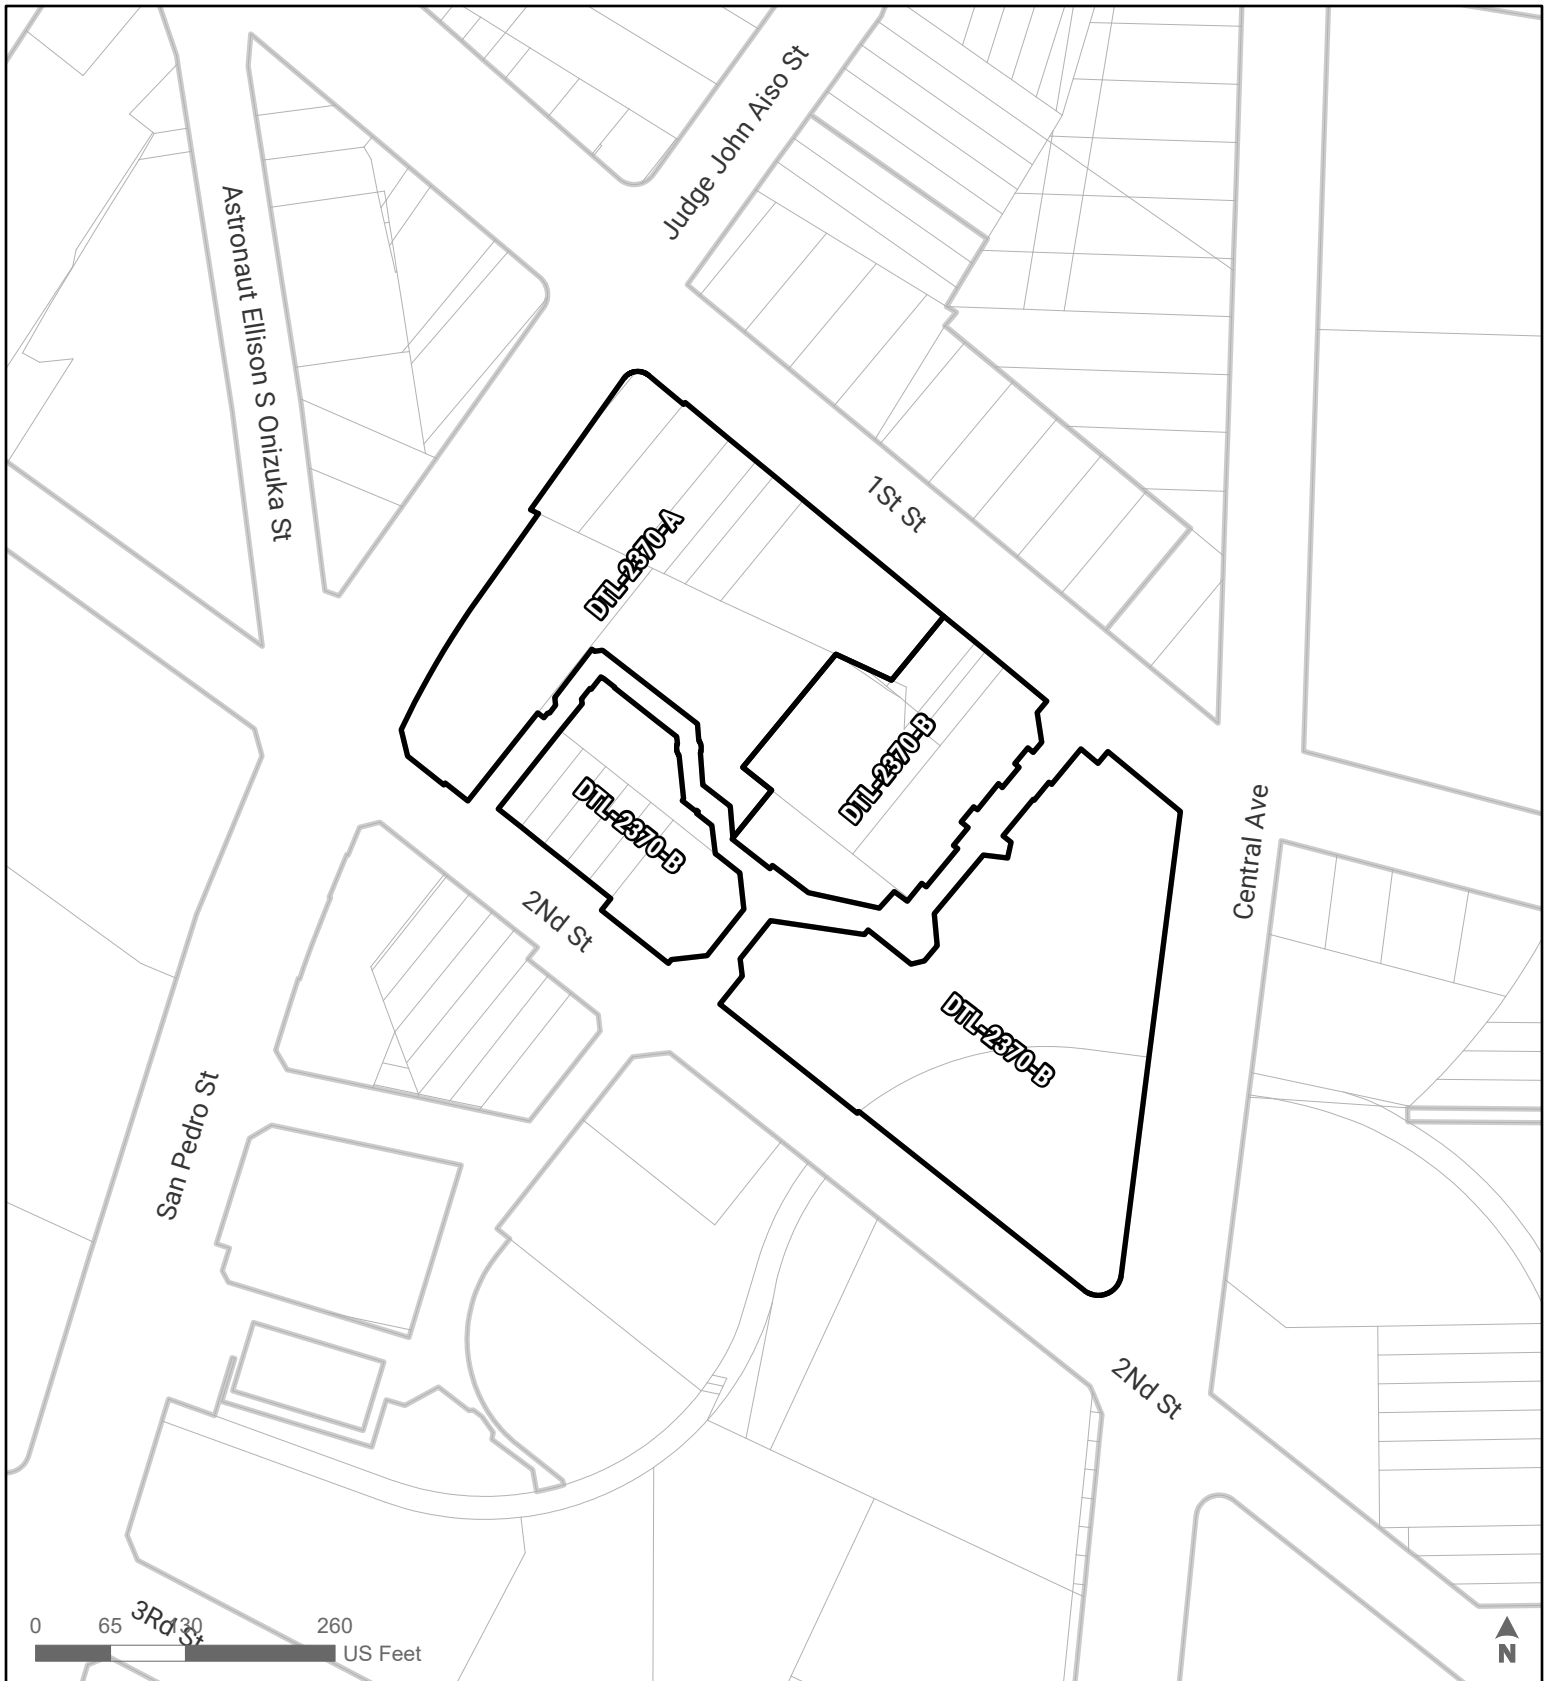 Judge John Aiso St
Astronaut Ellison S Onizuka St
1St St
DTL-2370-A
DTL-2370-B
DTL-2370-B
Central Ave
2Nd St
DTL-2370-B
San Pedro St
2Nd St
3Rd St
0 65 130 260
US Feet
N